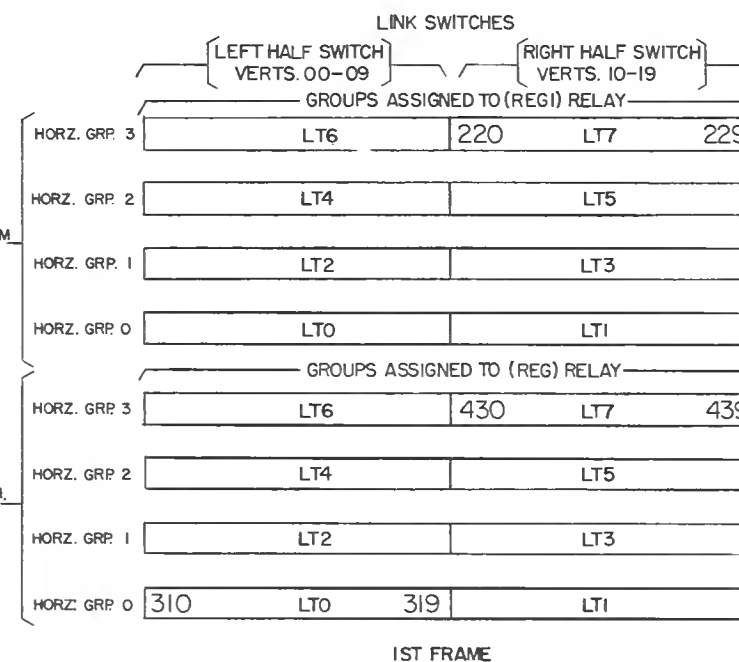 LINK SWITCHES
LEFT HALF SWITCH RIGHT HALF SWITCH
VERTS. 00-09 VERTS. 10-19
GROUPS ASSIGNED TO (REG1) RELAY
HORZ. GRP. 3 LT6 220 LT7 229
HORZ. GRP. 2 LT4 LT5
M
HORZ. GRP. 1 LT2 LT3
HORZ. GRP. 0 LT0 LT1
GROUPS ASSIGNED TO (REG) RELAY
HORZ. GRP. 3 LT6 430 LT7 439
HORZ. GRP. 2 LT4 LT5
HORZ. GRP. 1 LT2 LT3
HORZ. GRP. 0 310 LT0 319 LT1
1ST FRAME